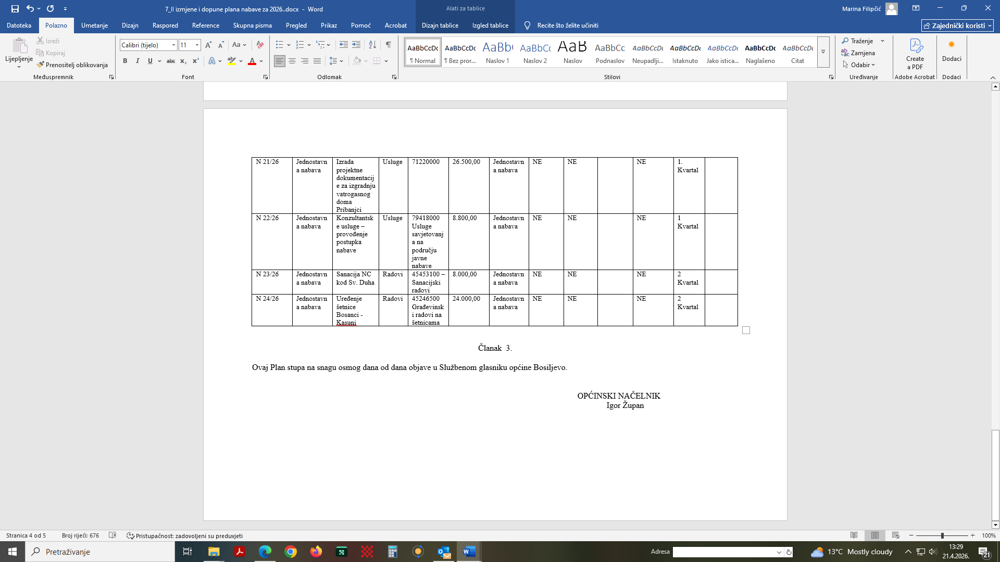 7_II izmjene i dopune plana nabave za 2026..docx - Word
Alati za tablice
Marina Filipčić
Datoteka Polazno Umetanje Dizajn Raspored Reference Skupna pisma Pregled Prikaz Pomoć Acrobat Dizajn tablice Izgled tablice Recite što želite učiniti Zajednički koristi
Lijepljenje
Izreži
Kopiraj
Prenositelj oblikovanja
Međuspremnik
Calibri (tijelo) 11
Font
Odlomak
AaBbCcDc AaBbCcDc AaBb( AaBbC( AaB AaBbCc AaBbCcDc AaBbCcDc AaBbCcDc AaBbCcDc AaBbCcDc
¶ Normal ¶ Bez pror... Naslov 1 Naslov 2 Naslov Podnaslov Neupadlji... Istaknuto Jako istica... Naglašeno Citat
Stilovi
Traženje
Zamjena
Odabir
Uređivanje
Create
a PDF
Adobe Acrobat
Dodaci
Dodaci
N 21/26 Jednostavn Izrada Usluge 71220000 26.500,00 Jednostavn NE NE NE 1.
a nabava projektne a nabava Kvartal
dokumentacij
e za izgradnju
vatrogasnog
doma
Pribanjci
N 22/26 Jednostavn Konzultantsk Usluge 79418000 8.800,00 Jednostavn NE NE NE 1
a nabava e usluge – Usluge a nabava Kvartal
provođenje savjetovanj
postupka a na
nabave području
javne
nabave
N 23/26 Jednostavn Sanacija NC Radovi 45453100 – 8.000,00 Jednostavn NE NE NE 2
a nabava kod Sv. Duha Sanacijski a nabava Kvartal
radovi
N 24/26 Jednostavn Uređenje Radovi 45246500 24.000,00 Jednostavn NE NE NE 2
a nabava šetnice Građevinsk a nabava Kvartal
Bosanci - i radovi na
Kasuni šetnicama
Članak 3.
Ovaj Plan stupa na snagu osmog dana od dana objave u Službenom glasniku općine Bosiljevo.
OPĆINSKI NAČELNIK
Igor Župan
Stranica 4 od 5 Broj riječi: 676 Pristupačnost: zadovoljeni su preduvjeti 100%
Pretraživanje
Adresa
13°C Mostly cloudy
13:29
21.4.2026.
21